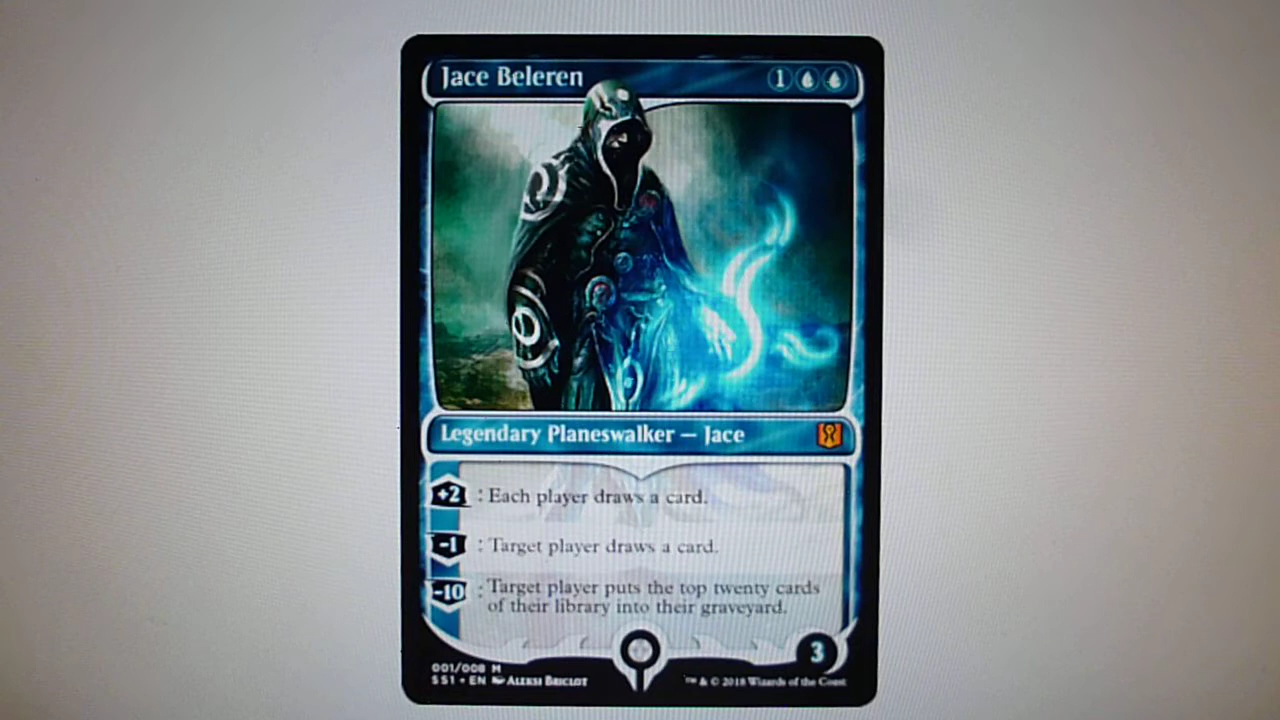 Jace Beleren 1
Legendary Planeswalker — Jace
+2 : Each player draws a card.
-1 : Target player draws a card.
-10 : Target player puts the top twenty cards
of their library into their graveyard.
3
001/008 M
SS1 • EN Aleksi Briclot
™ & © 2018 Wizards of the Coast